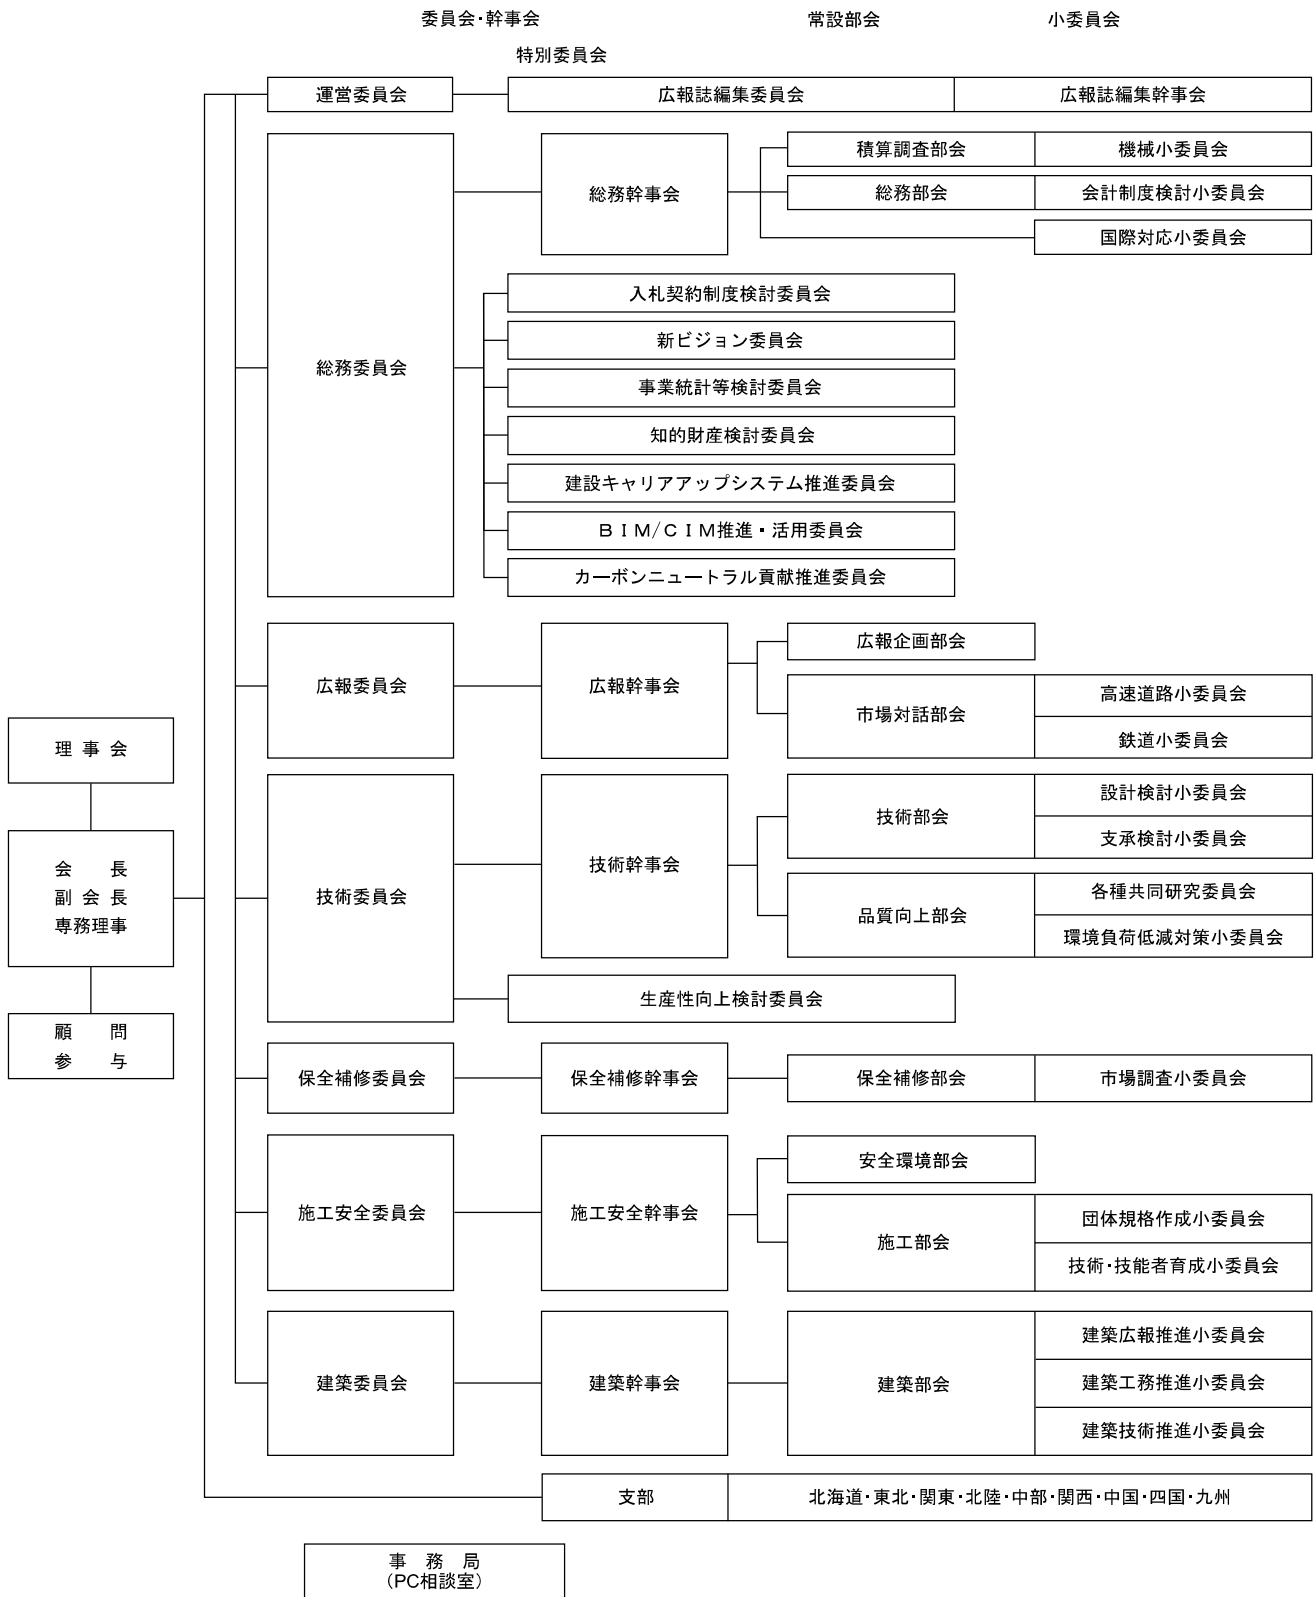 委員会・幹事会
常設部会
小委員会
特別委員会
運営委員会
広報誌編集委員会
広報誌編集幹事会
総務委員会
総務幹事会
積算調査部会
機械小委員会
総務部会
会計制度検討小委員会
国際対応小委員会
入札契約制度検討委員会
新ビジョン委員会
事業統計等検討委員会
知的財産検討委員会
建設キャリアアップシステム推進委員会
BIM/CIM推進・活用委員会
カーボンニュートラル貢献推進委員会
広報委員会
広報幹事会
広報企画部会
市場対話部会
高速道路小委員会
鉄道小委員会
理事会
会長
副会長
専務理事
顧問
参与
技術委員会
技術幹事会
技術部会
設計検討小委員会
支承検討小委員会
品質向上部会
各種共同研究委員会
環境負荷低減対策小委員会
生産性向上検討委員会
保全補修委員会
保全補修幹事会
保全補修部会
市場調査小委員会
施工安全委員会
施工安全幹事会
安全環境部会
施工部会
団体規格作成小委員会
技術・技能者育成小委員会
建築委員会
建築幹事会
建築部会
建築広報推進小委員会
建築工務推進小委員会
建築技術推進小委員会
支部
北海道・東北・関東・北陸・中部・関西・中国・四国・九州
事務局
（PC相談室）